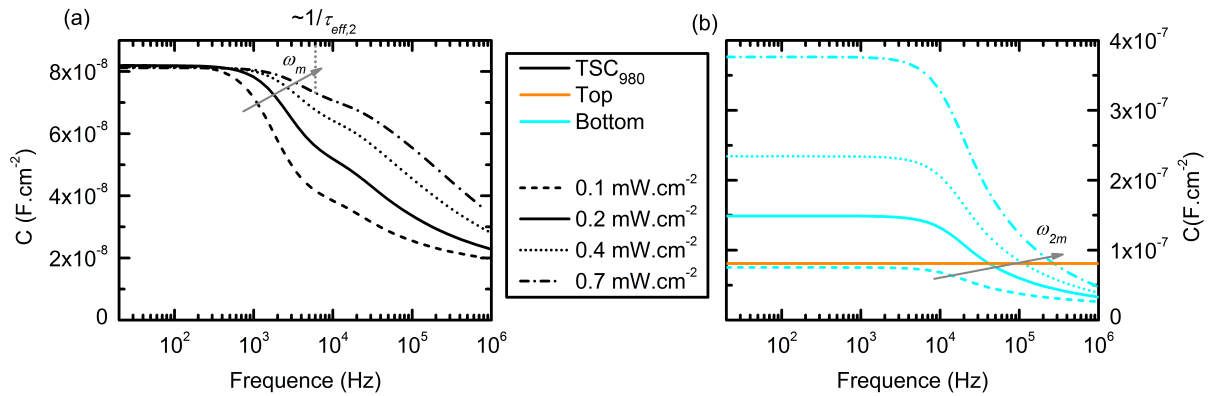 (a)
~1/τeff,2
ωm
8x10⁻⁸
6x10⁻⁸
4x10⁻⁸
2x10⁻⁸
0
C (F.cm⁻²)
10² 10³ 10⁴ 10⁵ 10⁶
Frequence (Hz)
TSC₉₈₀
Top
Bottom
0.1 mW.cm⁻²
0.2 mW.cm⁻²
0.4 mW.cm⁻²
0.7 mW.cm⁻²
(b)
ω2m
4x10⁻⁷
3x10⁻⁷
2x10⁻⁷
1x10⁻⁷
0
C(F.cm⁻²)
10² 10³ 10⁴ 10⁵ 10⁶
Frequence (Hz)